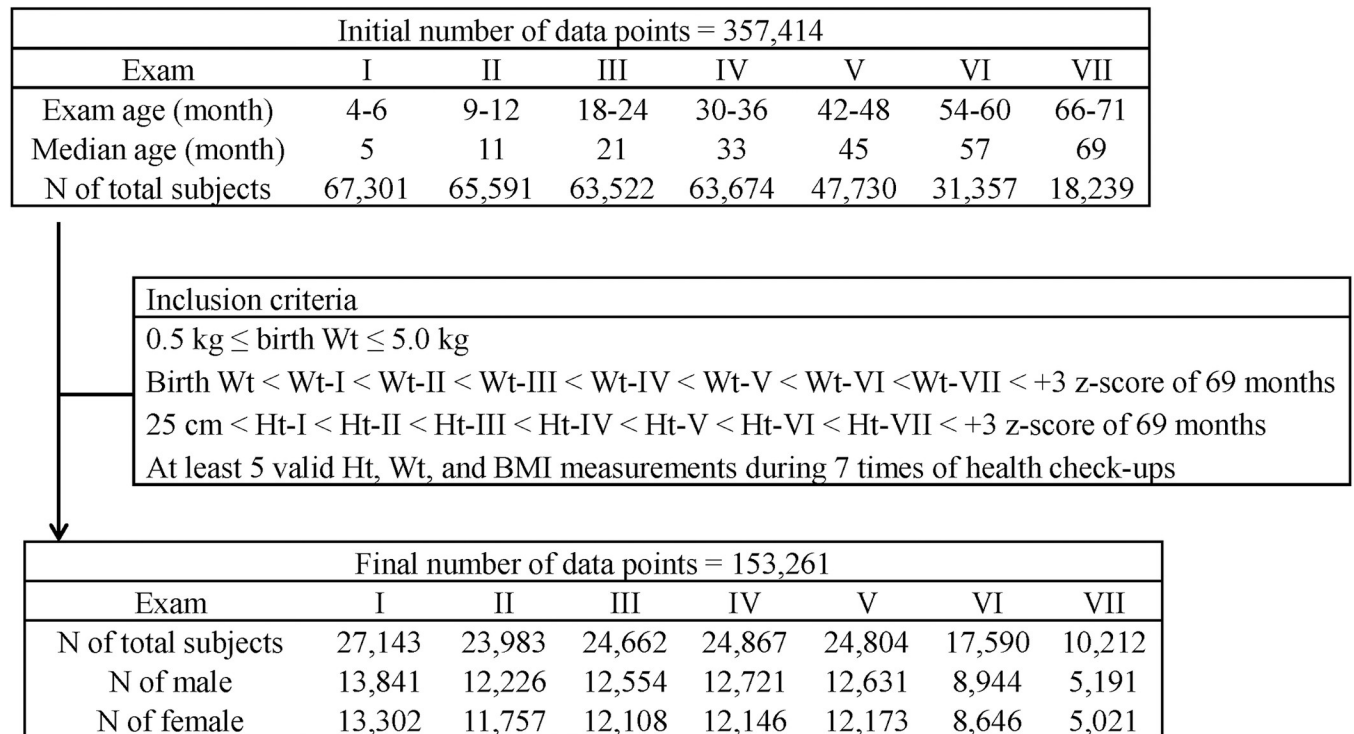 Initial number of data points = 357,414
Exam I II III IV V VI VII
Exam age (month) 4-6 9-12 18-24 30-36 42-48 54-60 66-71
Median age (month) 5 11 21 33 45 57 69
N of total subjects 67,301 65,591 63,522 63,674 47,730 31,357 18,239
Inclusion criteria
0.5 kg ≤ birth Wt ≤ 5.0 kg
Birth Wt < Wt-I < Wt-II < Wt-III < Wt-IV < Wt-V < Wt-VI <Wt-VII < +3 z-score of 69 months
25 cm < Ht-I < Ht-II < Ht-III < Ht-IV < Ht-V < Ht-VI < Ht-VII < +3 z-score of 69 months
At least 5 valid Ht, Wt, and BMI measurements during 7 times of health check-ups
Final number of data points = 153,261
Exam I II III IV V VI VII
N of total subjects 27,143 23,983 24,662 24,867 24,804 17,590 10,212
N of male 13,841 12,226 12,554 12,721 12,631 8,944 5,191
N of female 13,302 11,757 12,108 12,146 12,173 8,646 5,021